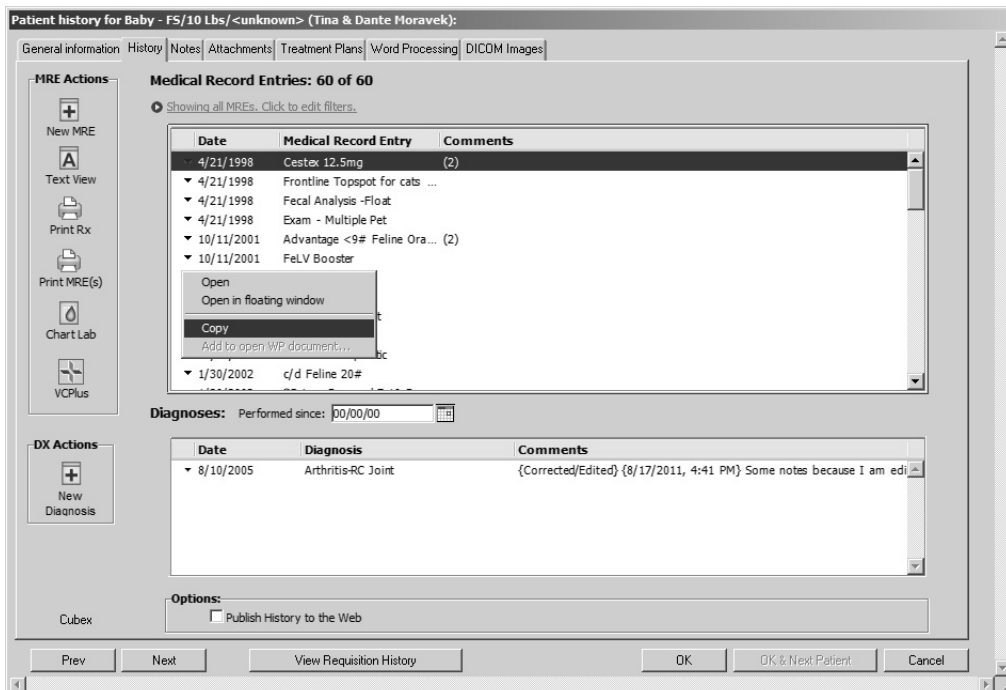 Patient history for Baby - FS/10 Lbs/<unknown> (Tina & Dante Moravek):
General information History Notes Attachments Treatment Plans Word Processing DICOM Images
MRE Actions
New MRE
Text View
Print Rx
Print MRE(s)
Chart Lab
VCPlus
Medical Record Entries: 60 of 60
Showing all MREs. Click to edit filters.
Date Medical Record Entry Comments
4/21/1998 Cestex 12.5mg (2)
4/21/1998 Frontline Topspot for cats ...
4/21/1998 Fecal Analysis -Float
4/21/1998 Exam - Multiple Pet
10/11/2001 Advantage <9# Feline Ora... (2)
10/11/2001 FeLV Booster
Open
Open in floating window
Copy
Add to open WP document...
1/30/2002 c/d Feline 20#
Diagnoses: Performed since: 00/00/00
DX Actions
New
Diagnosis
Date Diagnosis Comments
8/10/2005 Arthritis-RC Joint {Corrected/Edited} {8/17/2011, 4:41 PM} Some notes because I am edi
Options:
Publish History to the Web
Cubex
Prev Next View Requisition History OK OK & Next Patient Cancel